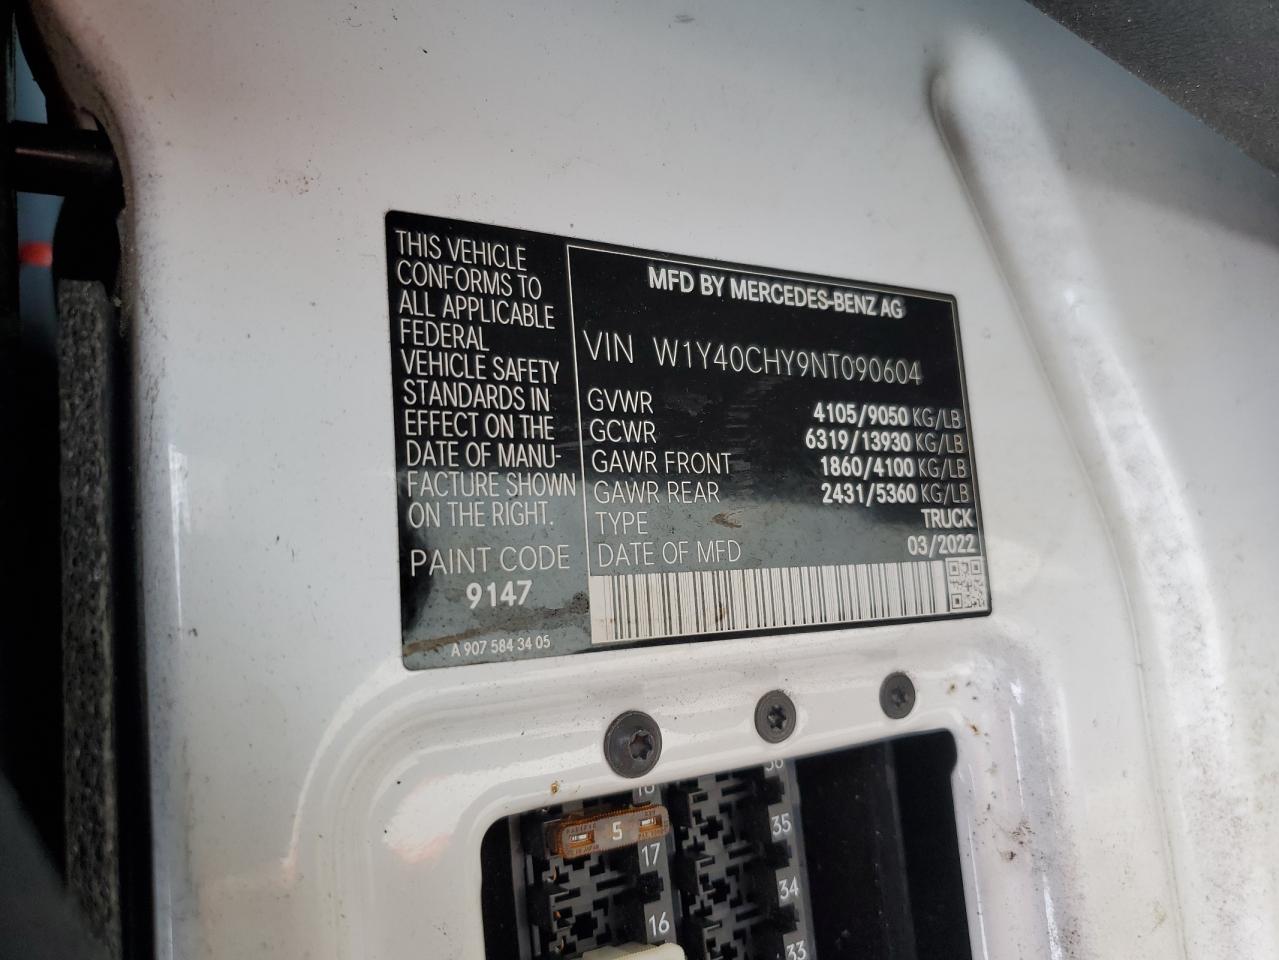 THIS VEHICLE
CONFORMS TO
ALL APPLICABLE
FEDERAL
VEHICLE SAFETY
STANDARDS IN
EFFECT ON THE
DATE OF MANU-
FACTURE SHOWN
ON THE RIGHT.
PAINT CODE
9147
A 907 584 34 05
MFD BY MERCEDES-BENZ AG
VIN W1Y40CHY9NT090604
GVWR 4105/9050 KG/LB
GCWR 6319/13930 KG/LB
GAWR FRONT 1860/4100 KG/LB
GAWR REAR 2431/5360 KG/LB
TYPE TRUCK
DATE OF MFD 03/2022
18
36
5
17
35
16
34
33